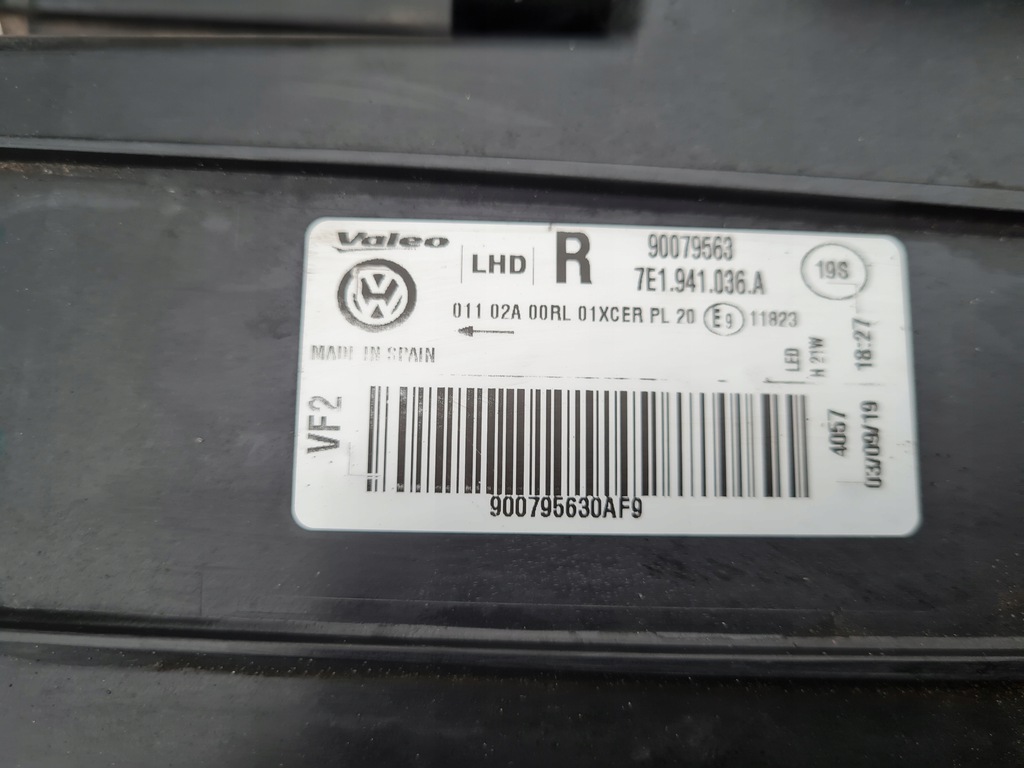 Valeo
LHD
R
90079563
7E1.941.036.A
19S
011 02A 00RL 01XCER PL 20 E9 11823
MADE IN SPAIN
LED
H 21W
18:27
VF2
4057
03/09/19
900795630AF9